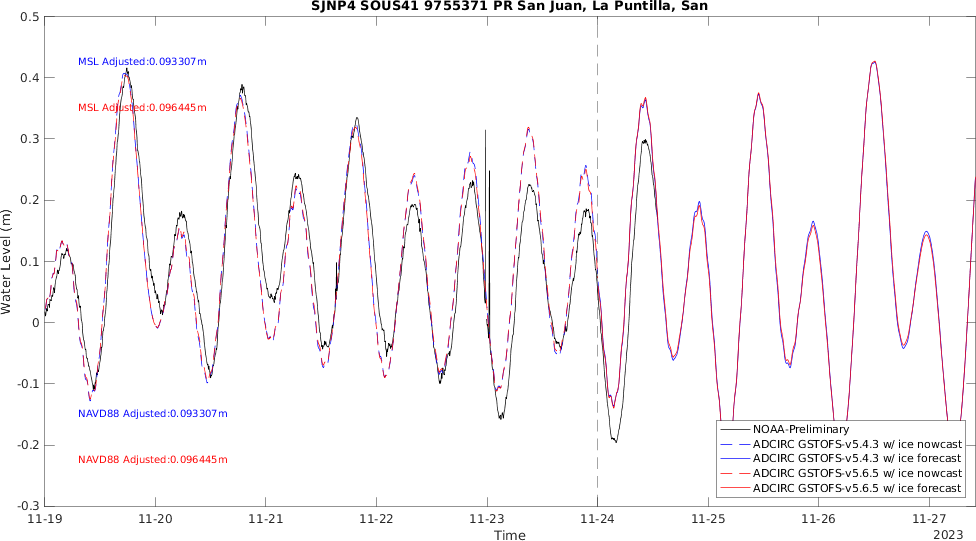 SJNP4 SOUS41 9755371 PR San Juan, La Puntilla, San
0.5
MSL Adjusted:0.093307m
0.4
MSL Adjusted:0.096445m
0.3
0.2
Water Level (m)
0.1
0
-0.1
NAVD88 Adjusted:0.093307m
-0.2
NAVD88 Adjusted:0.096445m
-0.3
NOAA-Preliminary
ADCIRC GSTOFS-v5.4.3 w/ ice nowcast
ADCIRC GSTOFS-v5.4.3 w/ ice forecast
ADCIRC GSTOFS-v5.6.5 w/ ice nowcast
ADCIRC GSTOFS-v5.6.5 w/ ice forecast
11-19 11-20 11-21 11-22 11-23 11-24 11-25 11-26 11-27
Time
2023